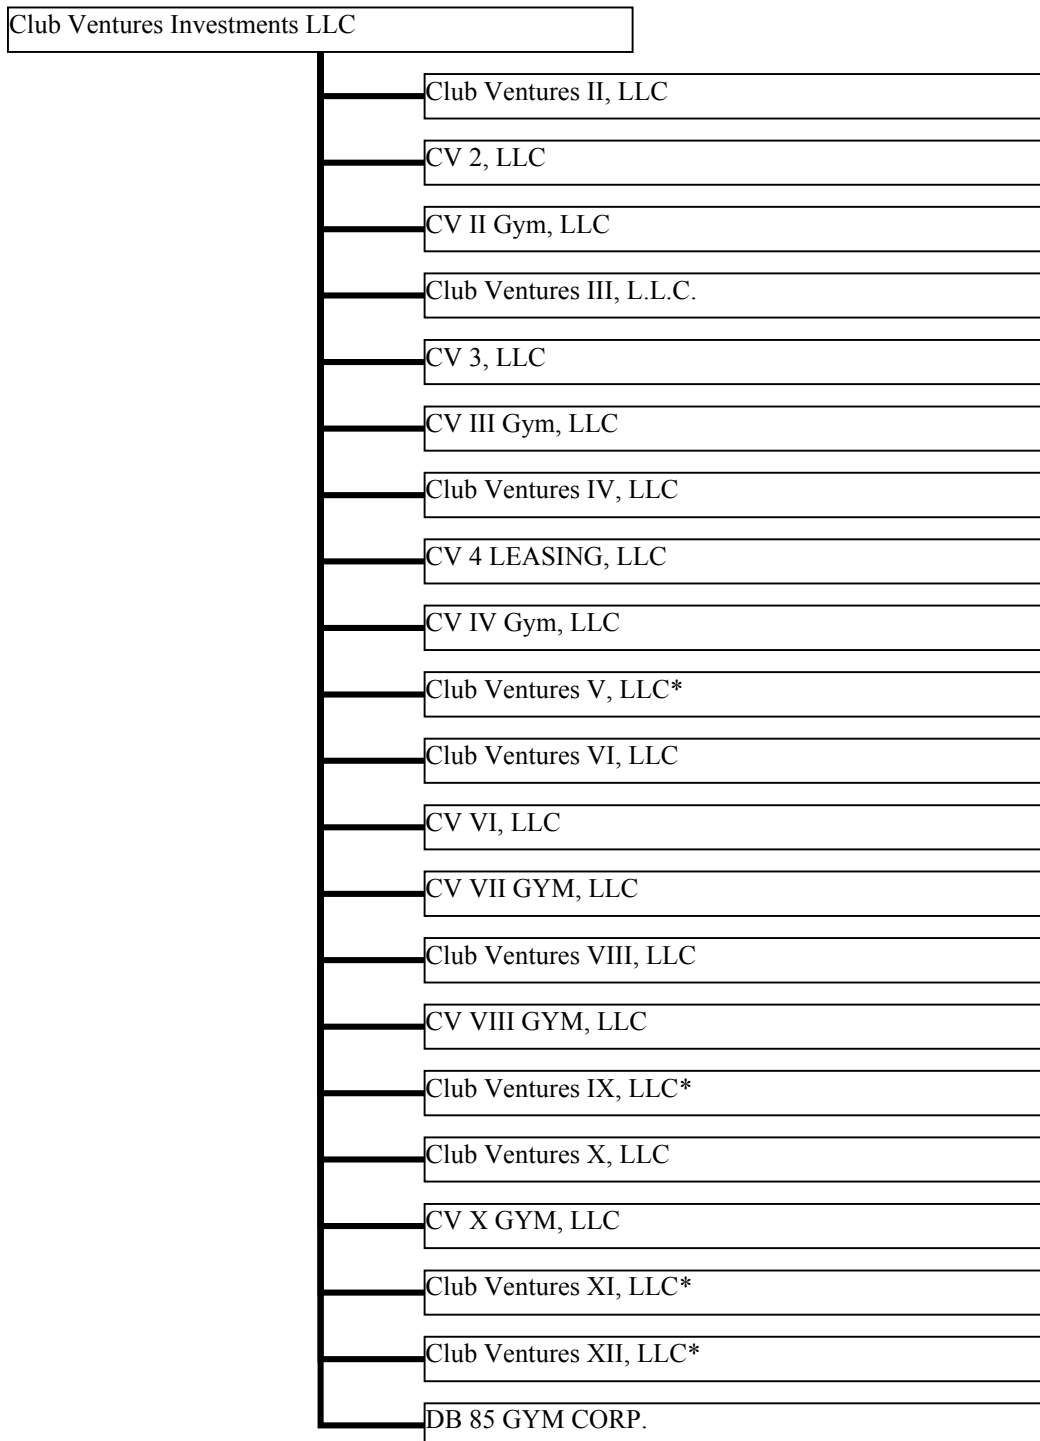 Club Ventures Investments LLC
Club Ventures II, LLC
CV 2, LLC
CV II Gym, LLC
Club Ventures III, L.L.C.
CV 3, LLC
CV III Gym, LLC
Club Ventures IV, LLC
CV 4 LEASING, LLC
CV IV Gym, LLC
Club Ventures V, LLC*
Club Ventures VI, LLC
CV VI, LLC
CV VII GYM, LLC
Club Ventures VIII, LLC
CV VIII GYM, LLC
Club Ventures IX, LLC*
Club Ventures X, LLC
CV X GYM, LLC
Club Ventures XI, LLC*
Club Ventures XII, LLC*
DB 85 GYM CORP.